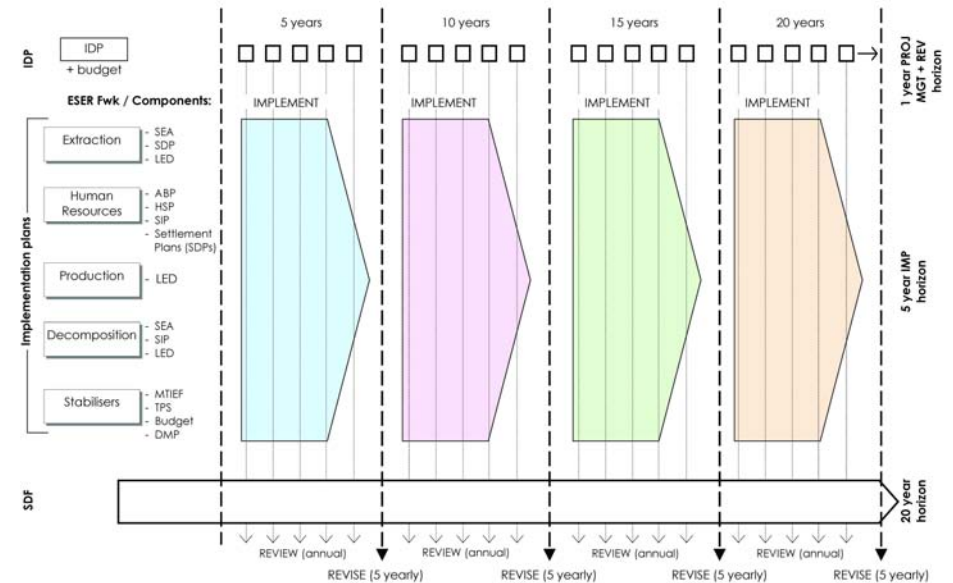 5 years
10 years
15 years
20 years
IDP
IDP
+ budget
1 year PROJ
MGT + REV
horizon
ESER Fwk / Components:
IMPLEMENT
IMPLEMENT
IMPLEMENT
IMPLEMENT
Implementation plans
Extraction
- SEA
- SDP
- LED
Human
Resources
- ABP
- HSP
- SIP
- Settlement
Plans (SDPs)
Production
- LED
5 year IMP
horizon
Decomposition
- SEA
- SIP
- LED
Stabilisers
- MTIEF
- TPS
- Budget
- DMP
SDF
20 year
horizon
REVIEW (annual)
REVIEW (annual)
REVIEW (annual)
REVIEW (annual)
REVISE (5 yearly)
REVISE (5 yearly)
REVISE (5 yearly)
REVISE (5 yearly)